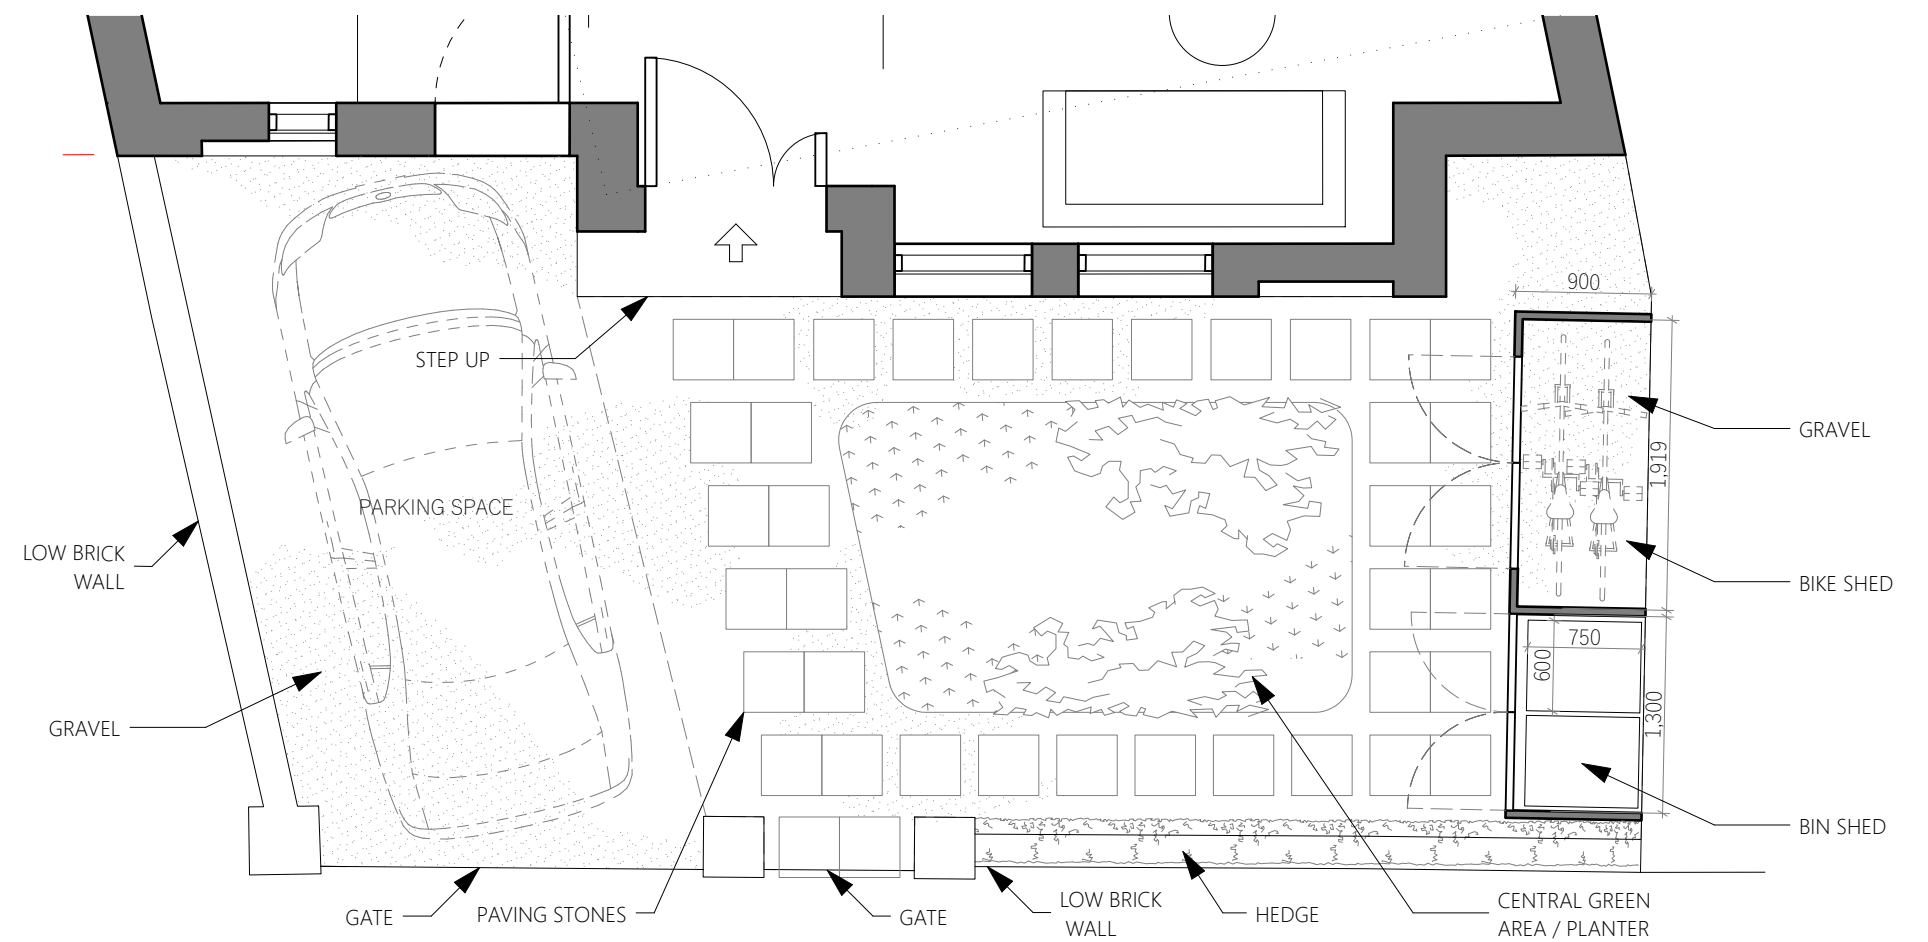 900
STEP UP
GRAVEL
1,919
PARKING SPACE
LOW BRICK
WALL
BIKE SHED
750
600
1,300
GRAVEL
BIN SHED
GATE
PAVING STONES
GATE
LOW BRICK
WALL
HEDGE
CENTRAL GREEN
AREA / PLANTER